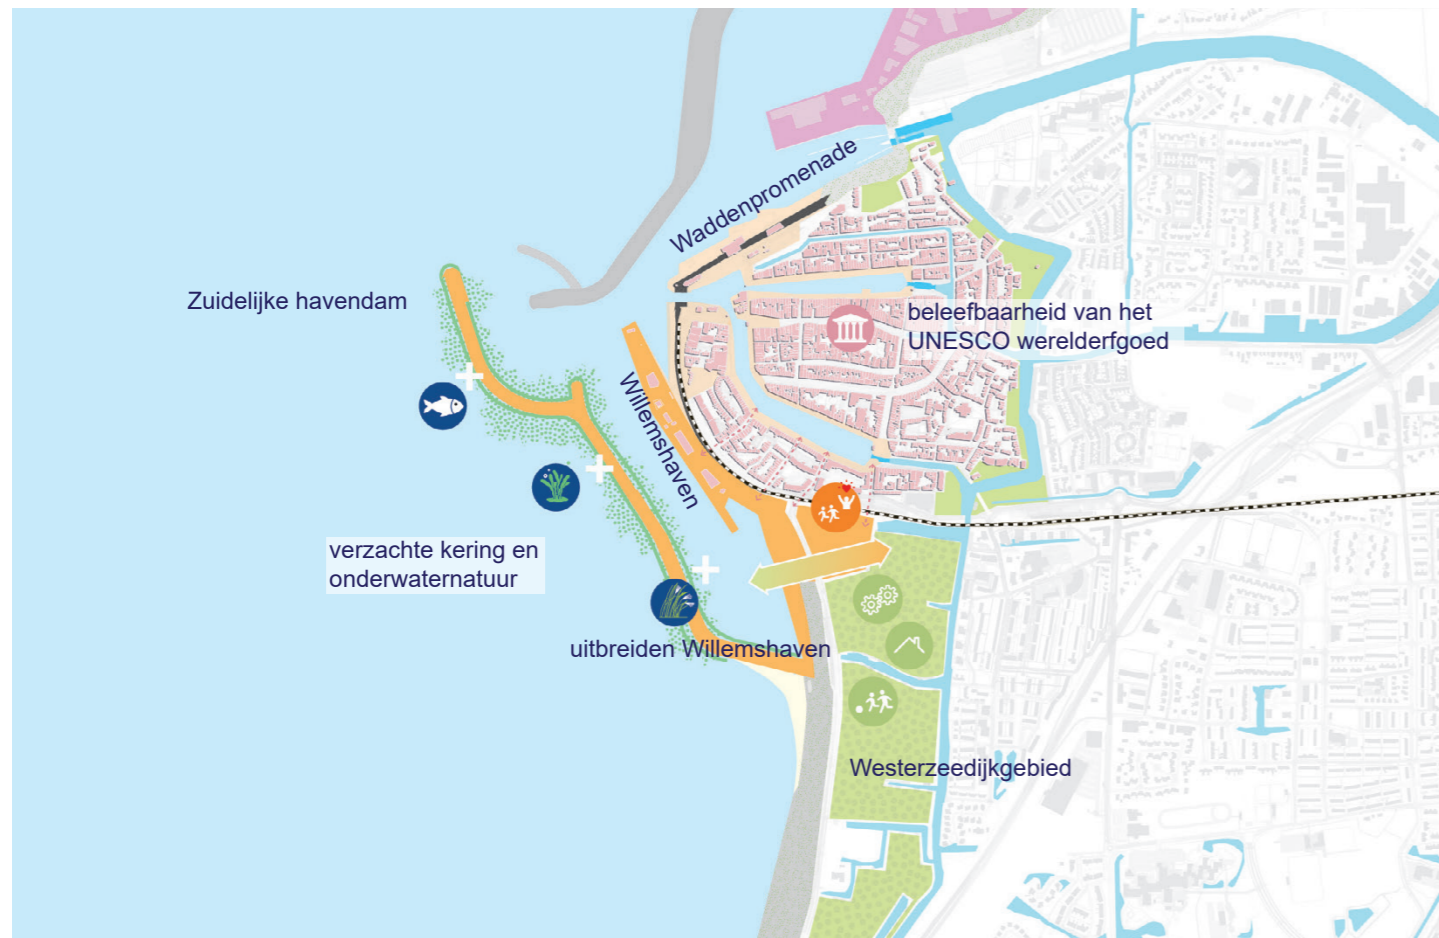 Waddenpromenade
Zuidelijke havendam
beleefbaarheid van het
UNESCO werelderfgoed
Willemshaven
verzachte kering en
onderwaternatuur
uitbreiden Willemshaven
Westerzeedijkgebied